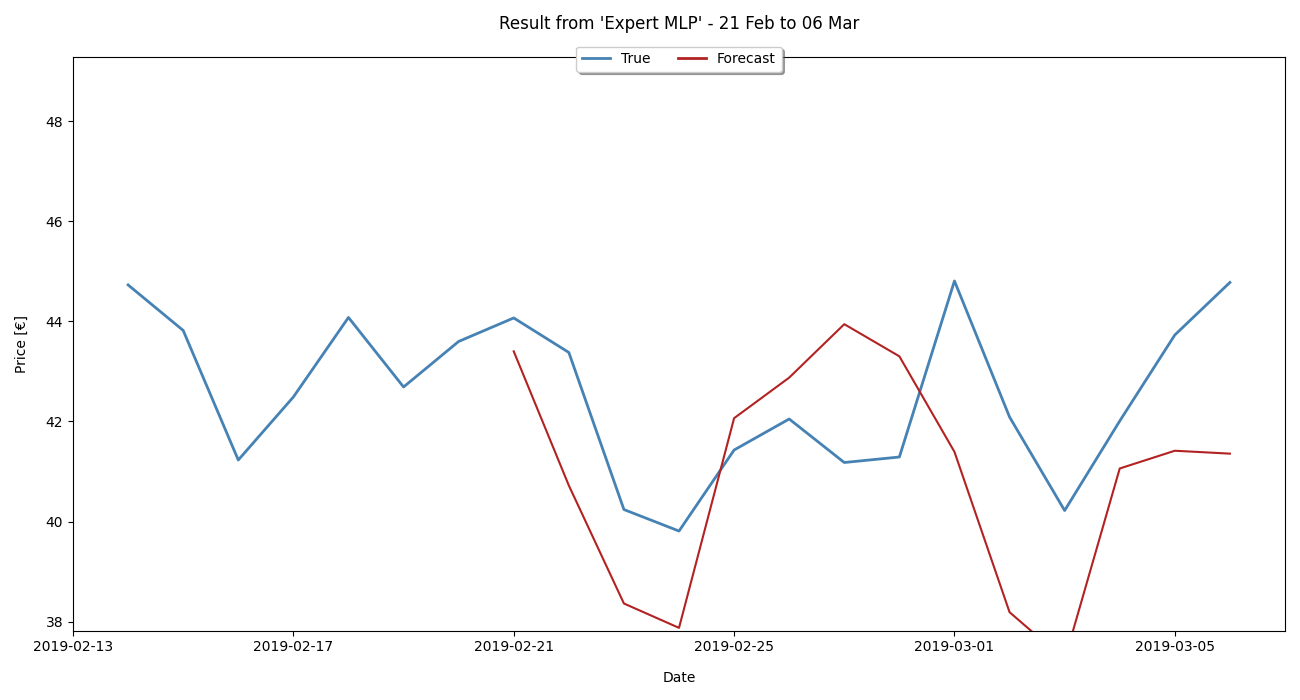 Result from 'Expert MLP' - 21 Feb to 06 Mar
True Forecast
48
46
44
42
40
38
Price [€]
2019-02-13 2019-02-17 2019-02-21 2019-02-25 2019-03-01 2019-03-05
Date